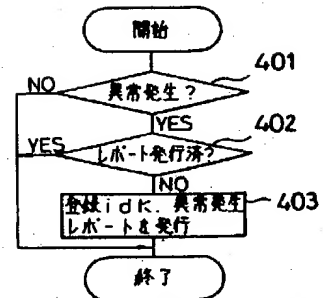 開始
401
異常発生?
NO
YES
402
レポート発行済?
YES
NO
403
登録idに、異常発生
レポートを発行
終了